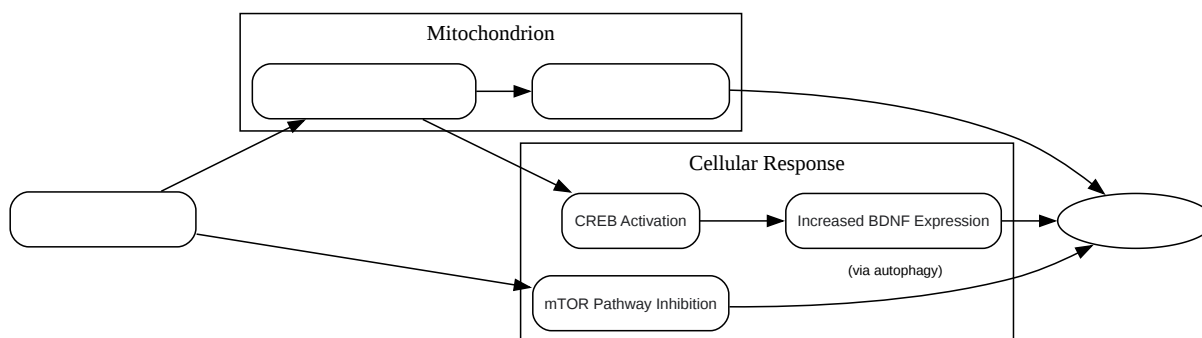 Mitochondrion
Cellular Response
CREB Activation
Increased BDNF Expression
(via autophagy)
mTOR Pathway Inhibition